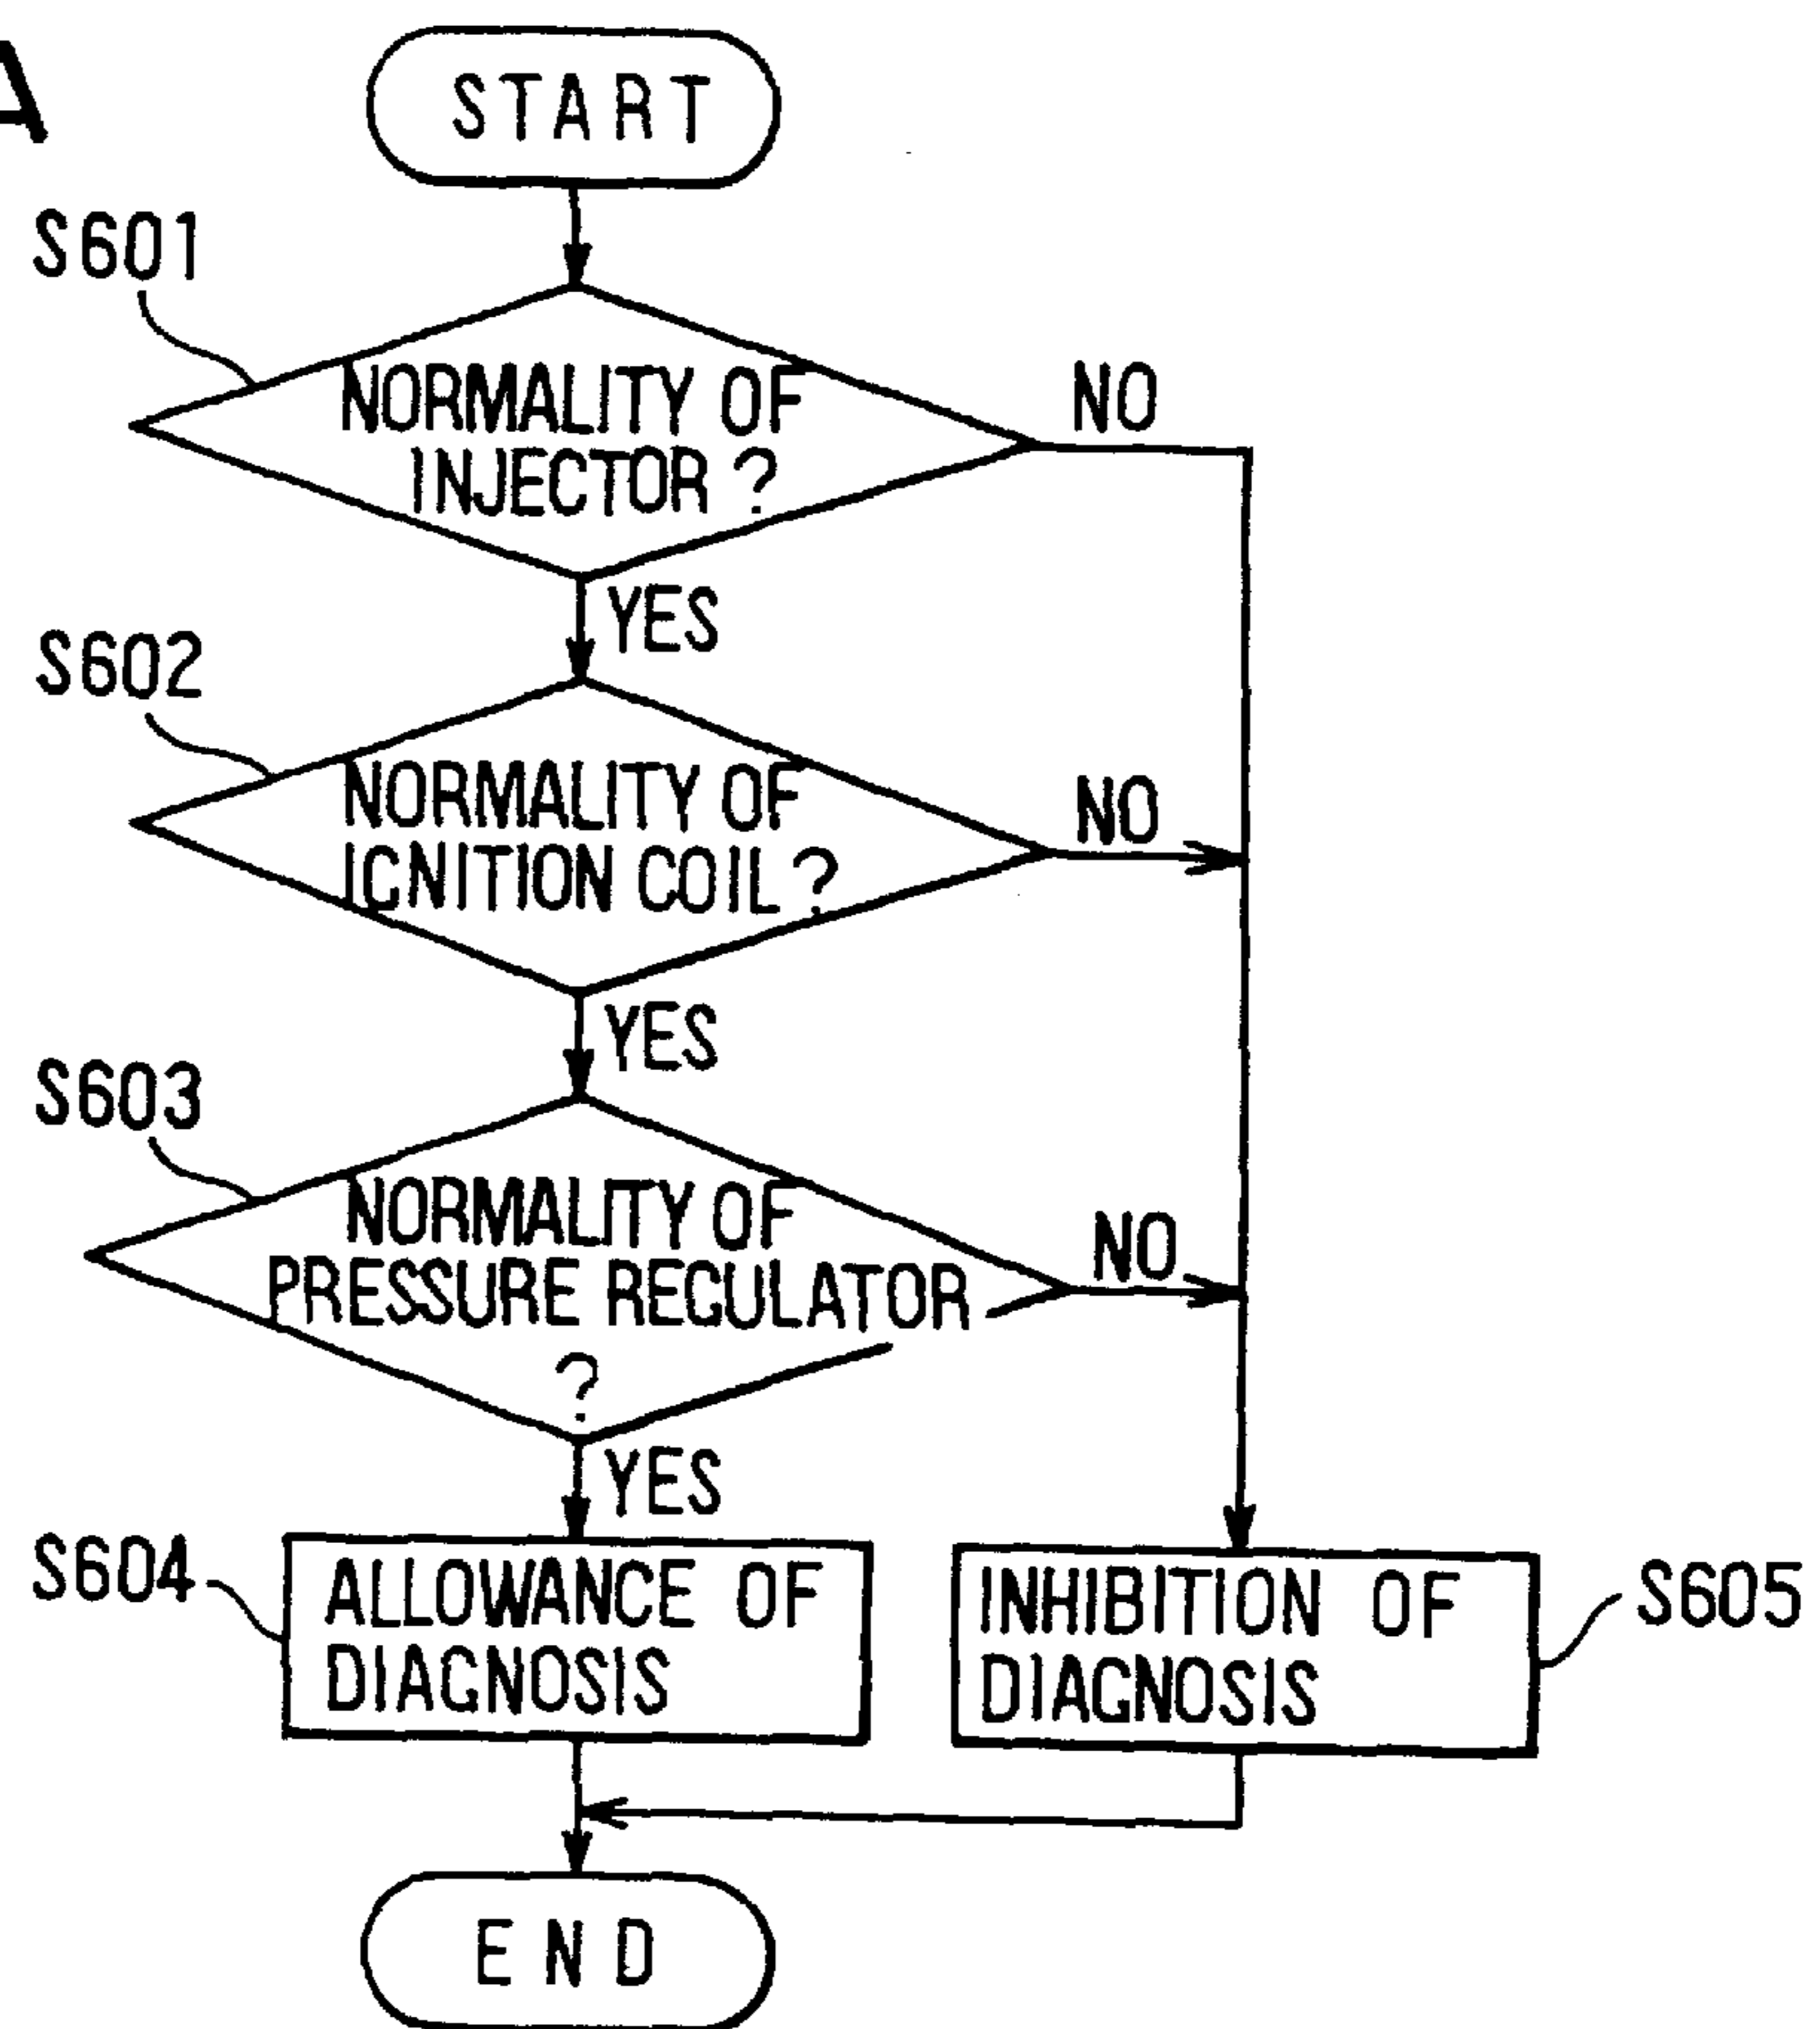 A
START
S601
NORMALITY OF
INJECTOR ?
NO
YES
S602
NORMALITY OF
IGNITION COIL ?
NO
YES
S603
NORMALITY OF
PRESSURE REGULATOR
?
NO
YES
S604
ALLOWANCE OF
DIAGNOSIS
INHIBITION OF
DIAGNOSIS
S605
END